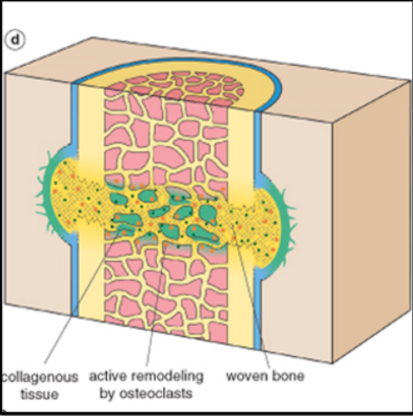 d
collagenous tissue
active remodeling by osteoclasts
woven bone